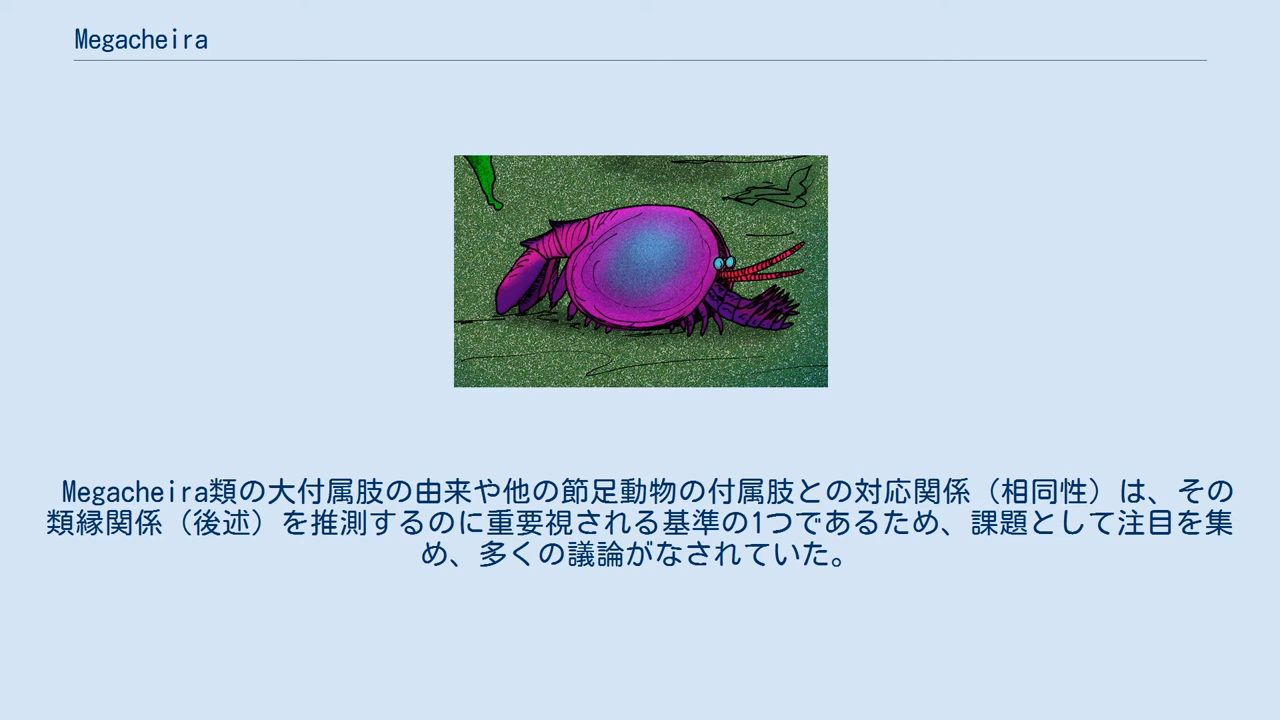 Megacheira
Megacheira類の大付属肢の由来や他の節足動物の付属肢との対応関係（相同性）は、その
類縁関係（後述）を推測するのに重要視される基準の1つであるため、課題として注目を集
め、多くの議論がなされていた。